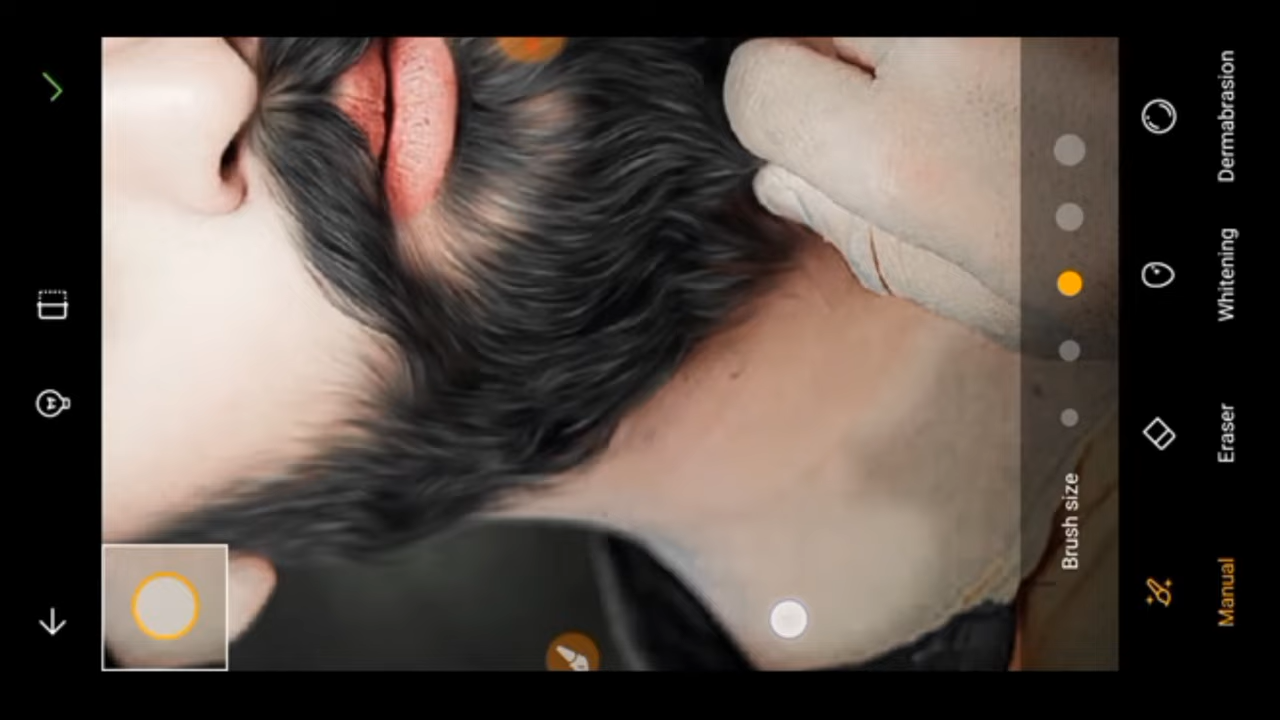 Brush size
Manual
Eraser
Whitening
Dermabrasion